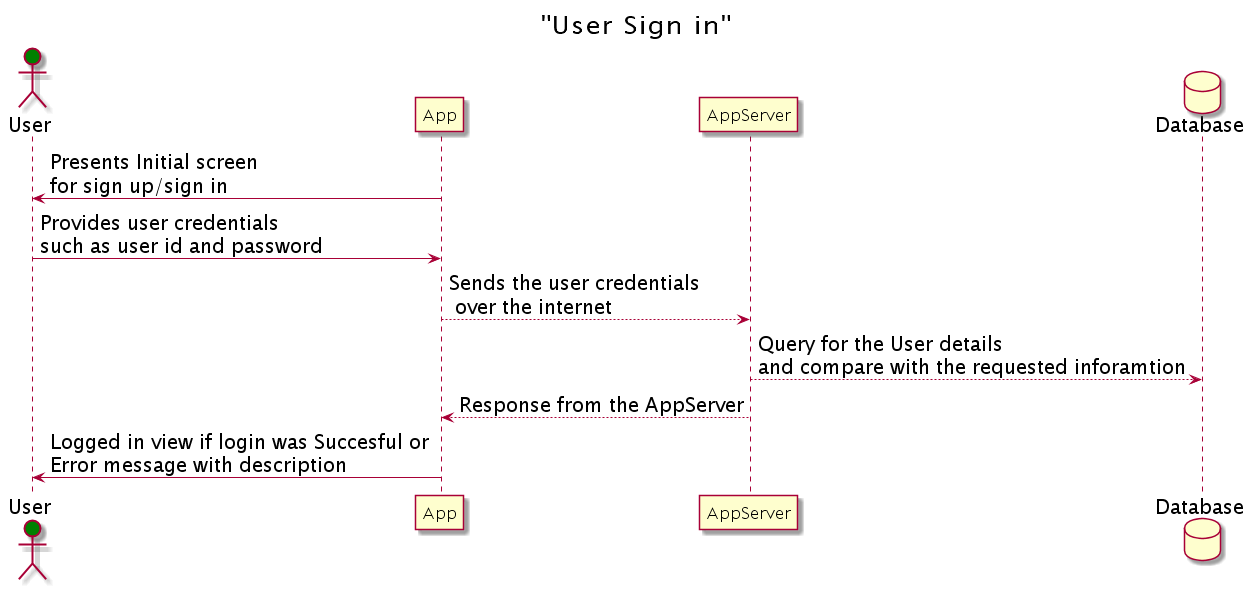 "User Sign in"
User
App
AppServer
Database
Presents Initial screen
for sign up/sign in
Provides user credentials
such as user id and password
Sends the user credentials
over the internet
Query for the User details
and compare with the requested inforamtion
Response from the AppServer
Logged in view if login was Succesful or
Error message with description
User
App
AppServer
Database